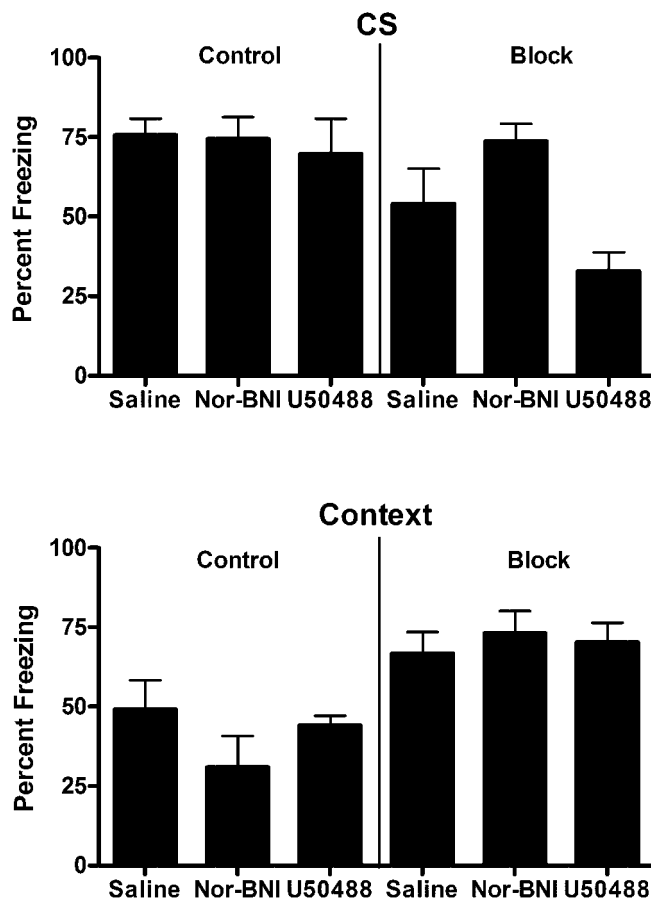 CS
Control Block
Percent Freezing
100
75
50
25
0
Saline Nor-BNI U50488 Saline Nor-BNI U50488
Context
Control Block
Percent Freezing
100
75
50
25
0
Saline Nor-BNI U50488 Saline Nor-BNI U50488